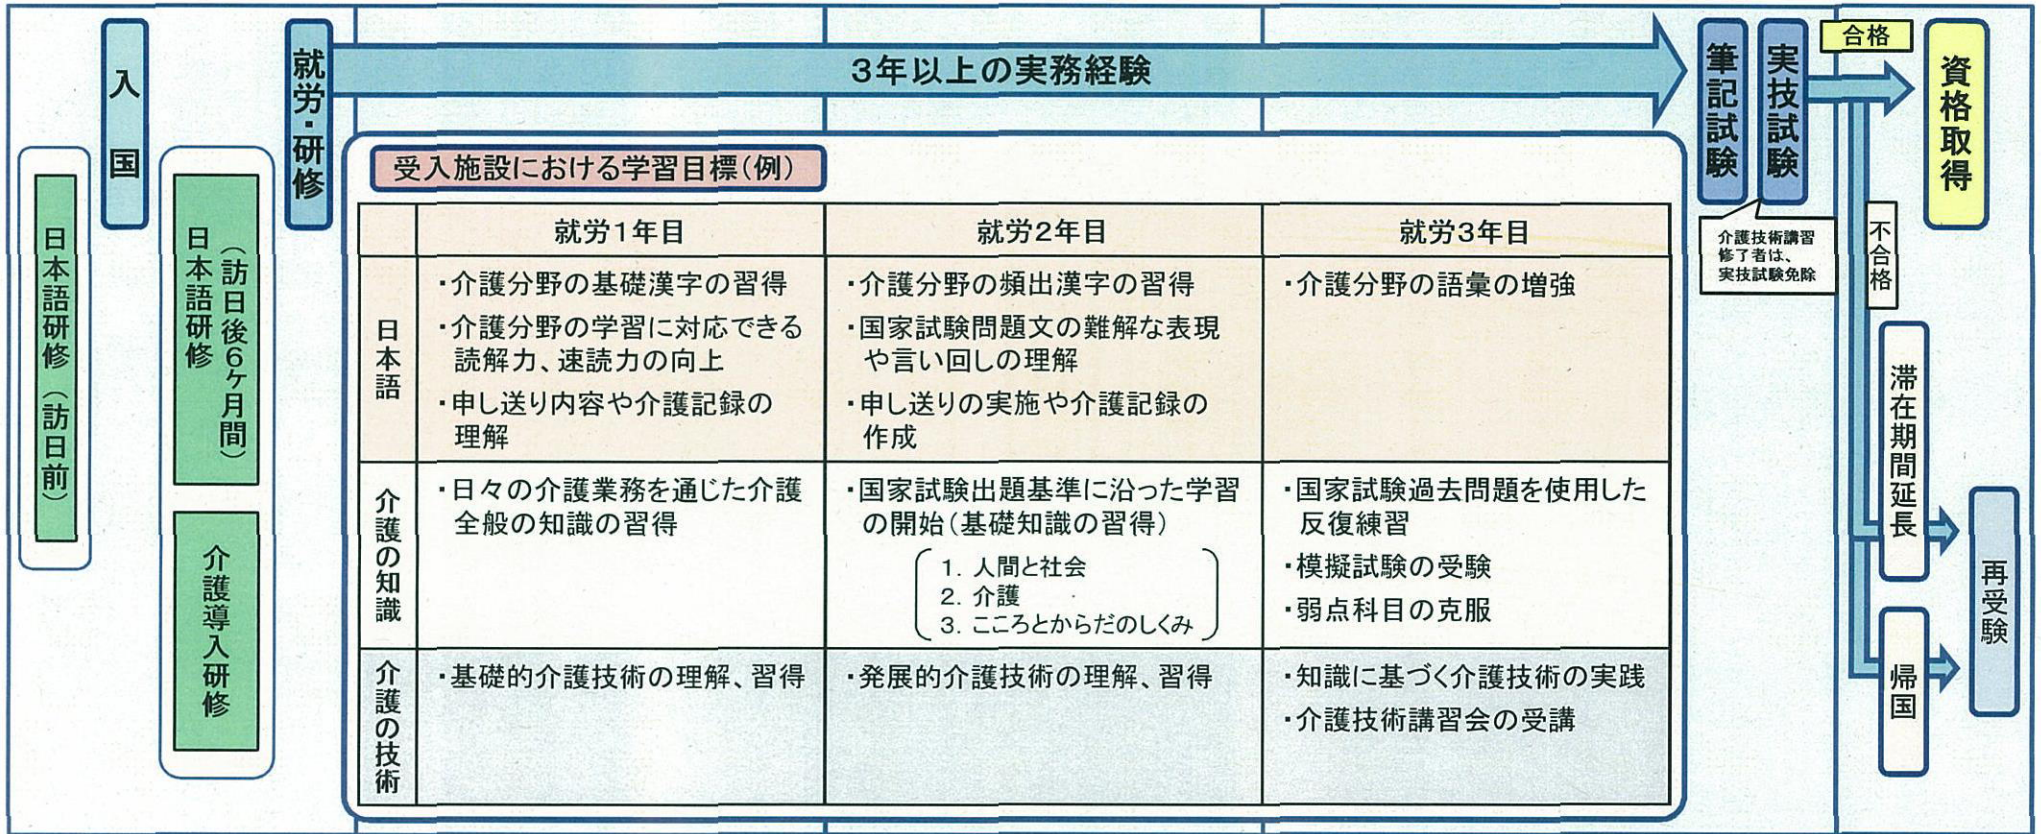 日本語研修(訪日前)
入国
日本語研修
(訪日後6ヶ月間)
介護導入研修
就労・研修
3年以上の実務経験
受入施設における学習目標(例)
就労1年目
就労2年目
就労3年目
日本語
・介護分野の基礎漢字の習得
・介護分野の学習に対応できる
読解力、速読力の向上
・申し送り内容や介護記録の
理解
・介護分野の頻出漢字の習得
・国家試験問題文の難解な表現
や言い回しの理解
・申し送りの実施や介護記録の
作成
・介護分野の語彙の増強
介護の知識
・日々の介護業務を通じた介護
全般の知識の習得
・国家試験出題基準に沿った学習
の開始(基礎知識の習得)
1. 人間と社会
2. 介護
3. こころとからだのしくみ
・国家試験過去問題を使用した
反復練習
・模擬試験の受験
・弱点科目の克服
介護の技術
・基礎的介護技術の理解、習得
・発展的介護技術の理解、習得
・知識に基づく介護技術の実践
・介護技術講習会の受講
筆記試験
実技試験
介護技術講習
修了者は、
実技試験免除
合格
資格取得
不合格
滞在期間延長
帰国
再受験